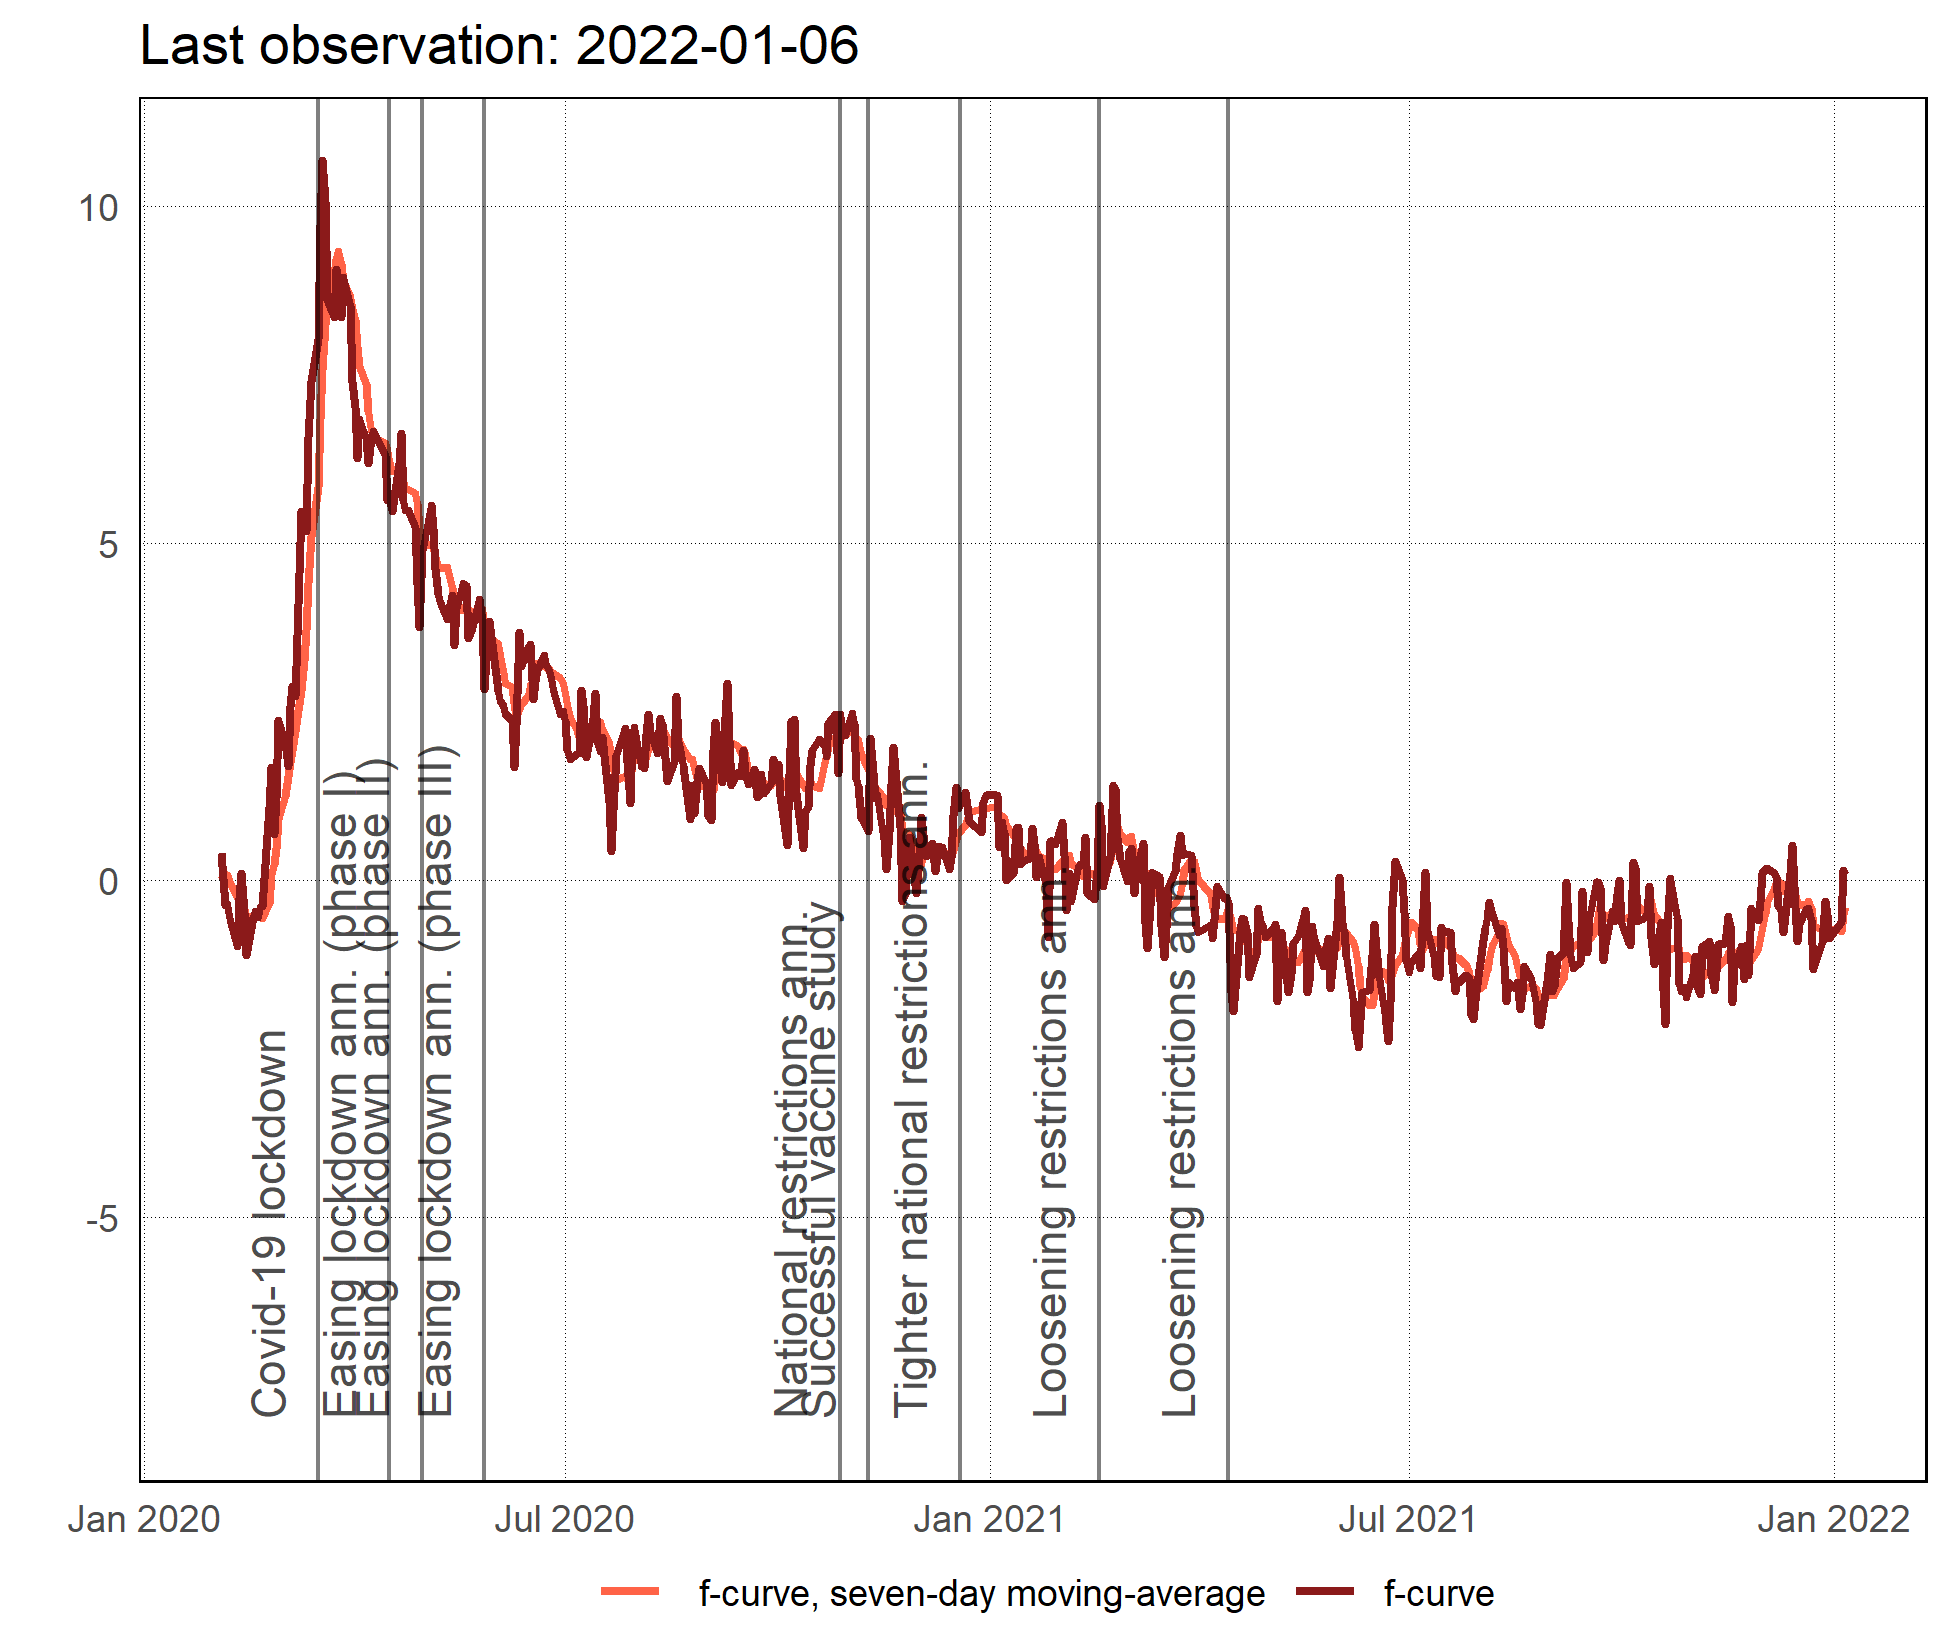 Last observation: 2022-01-06
10
5
0
-5
Covid-19 lockdown
Easing lockdown ann. (phase I)
Easing lockdown ann. (phase II)
Easing lockdown ann. (phase III)
National restrictions ann.
Successful vaccine study
Tighter national restrictions ann.
Loosening restrictions ann.
Loosening restrictions ann.
Jan 2020
Jul 2020
Jan 2021
Jul 2021
Jan 2022
f-curve, seven-day moving-average
f-curve